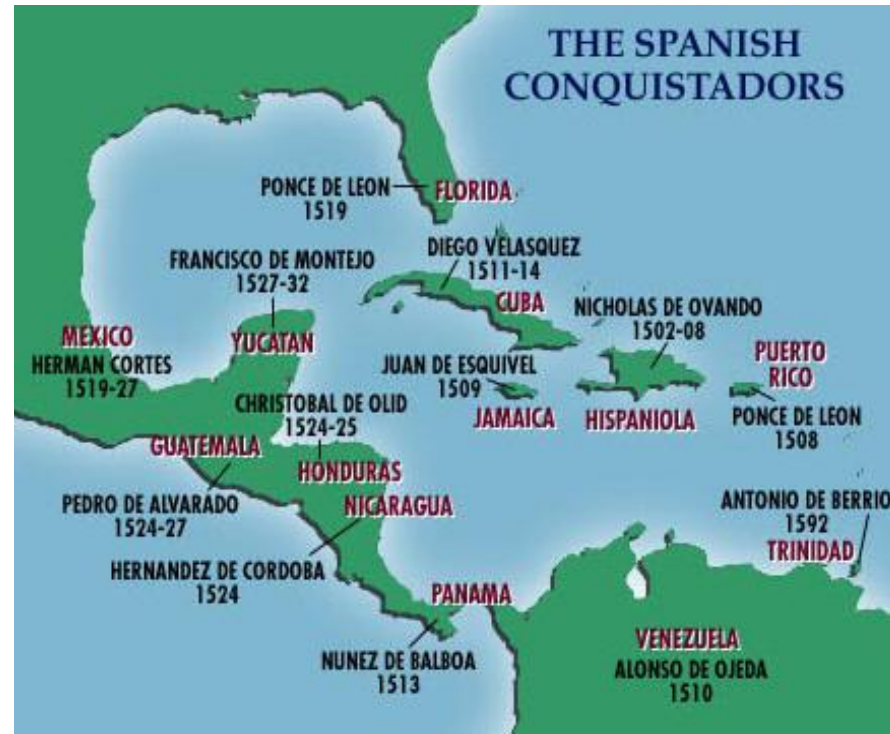 THE SPANISH
CONQUISTADORS
PONCE DE LEON
1519
FLORIDA
FRANCISCO DE MONTEJO
1527-32
DIEGO VELASQUEZ
1511-14
CUBA
NICHOLAS DE OVANDO
1502-08
MEXICO
HERMAN CORTES
1519-27
YUCATAN
JUAN DE ESQUIVEL
1509
JAMAICA
HISPANIOLA
PUERTO
RICO
PONCE DE LEON
1508
CHRISTOBAL DE OLID
1524-25
GUATEMALA
HONDURAS
PEDRO DE ALVARADO
1524-27
NICARAGUA
HERNANDEZ DE CORDOBA
1524
ANTONIO DE BERRIO
1592
TRINIDAD
PANAMA
NUNEZ DE BALBOA
1513
VENEZUELA
ALONSO DE OJEDA
1510